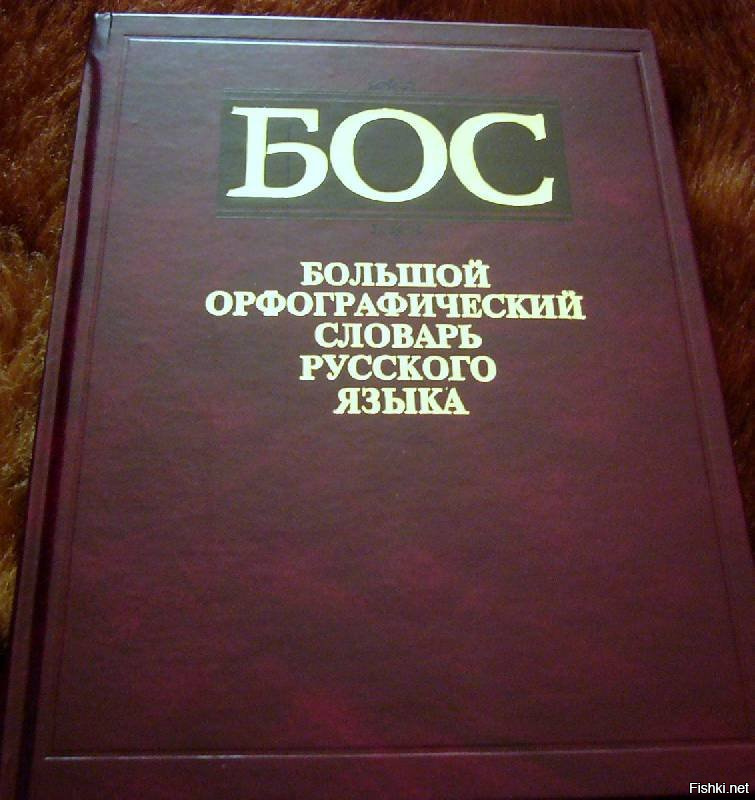 БОС
БОЛЬШОЙ
ОРФОГРАФИЧЕСКИЙ
СЛОВАРЬ
РУССКОГО
ЯЗЫКА
Fishki.net